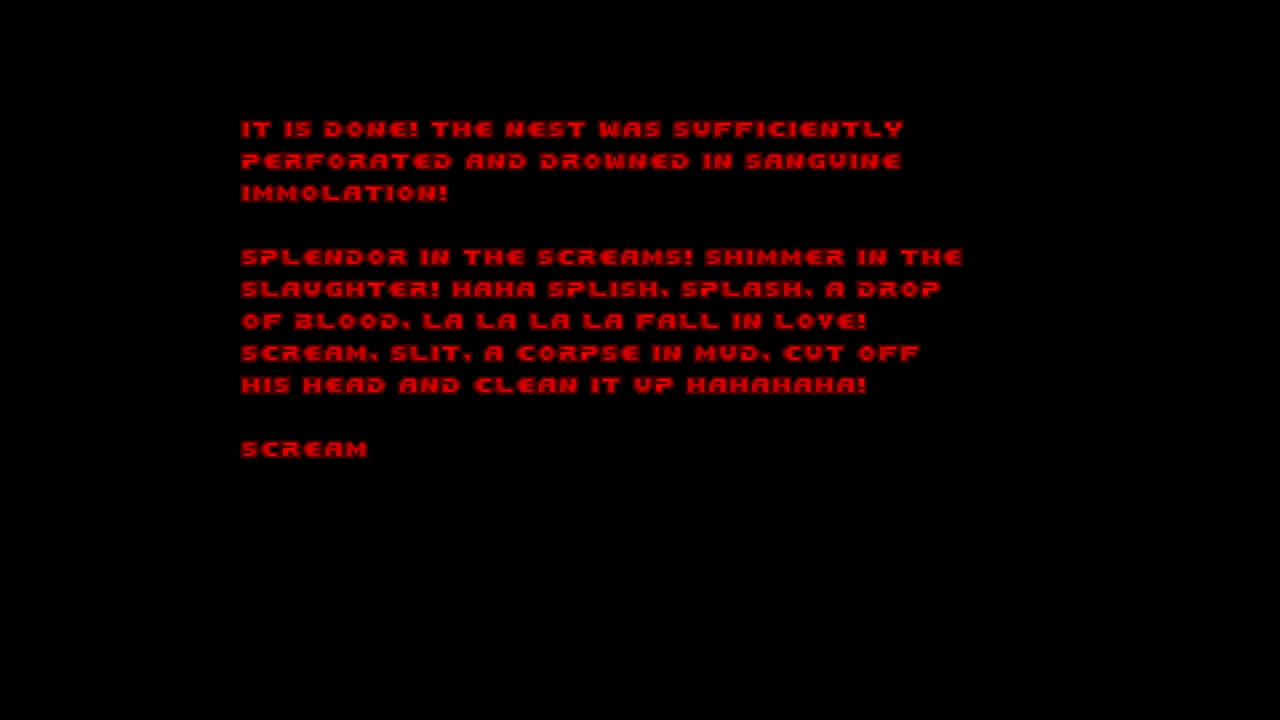 IT IS DONE! THE NEST WAS SUFFICIENTLY
PERFORATED AND DROWNED IN SANGUINE
IMMOLATION!
SPLENDOR IN THE SCREAMS! SHIMMER IN THE
SLAUGHTER! HAHA SPLISH, SPLASH, A DROP
OF BLOOD, LA LA LA LA FALL IN LOVE!
SCREAM, SLIT, A CORPSE IN MUD, CUT OFF
HIS HEAD AND CLEAN IT UP HAHAHAHA!
SCREAM